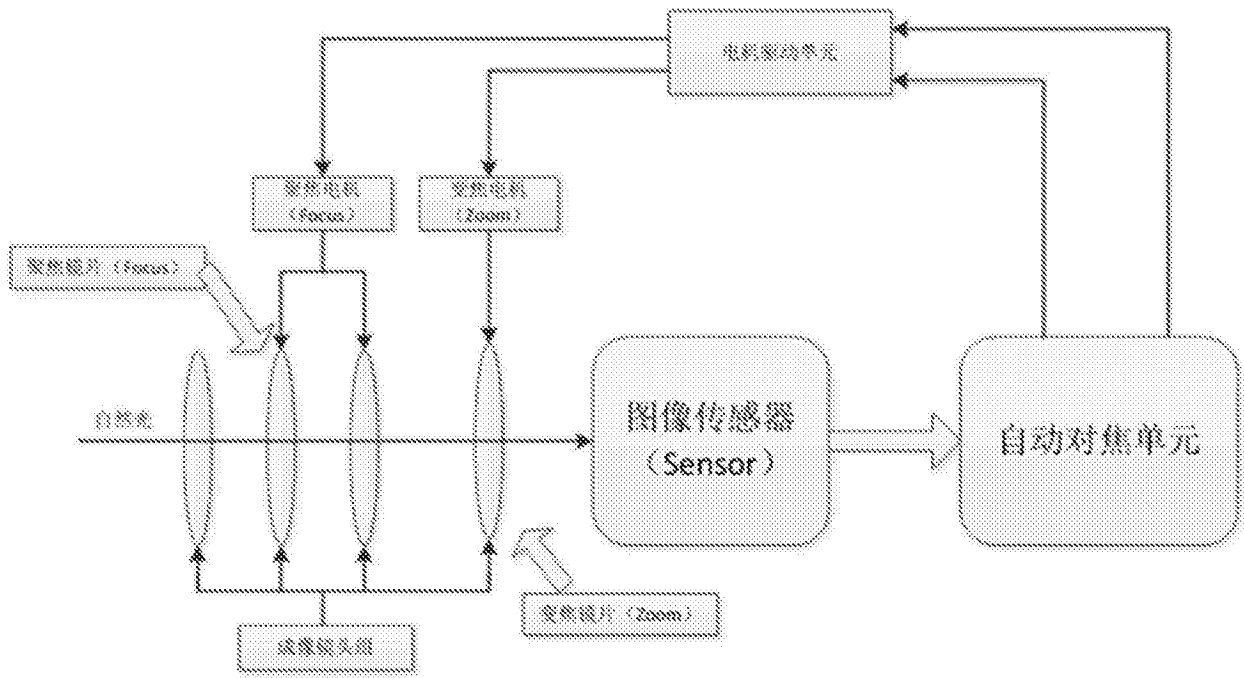 电机驱动单元
聚焦电机
（Focus）
变焦电机
（Zoom）
聚焦镜片（Focus）
自然光
图像传感器
（Sensor）
自动对焦单元
变焦镜片（Zoom）
成像镜头组